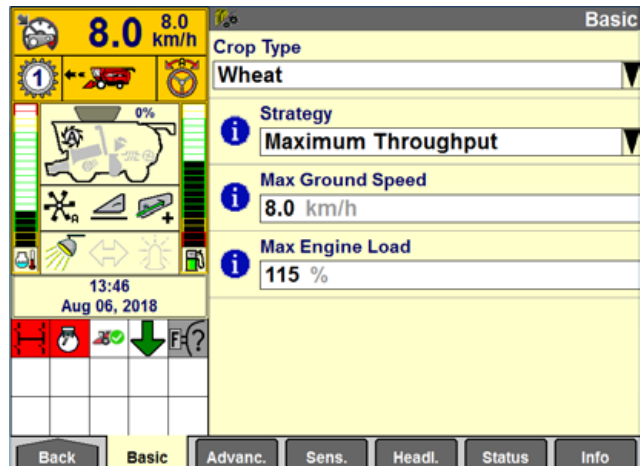 8.0 8.0 km/h
Basic
Crop Type
Wheat
1
A
0%
Strategy
Maximum Throughput
Max Ground Speed
8.0 km/h
A
+
Max Engine Load
115 %
13:46
Aug 06, 2018
F ?
Back Basic Advanc. Sens. Headl. Status Info